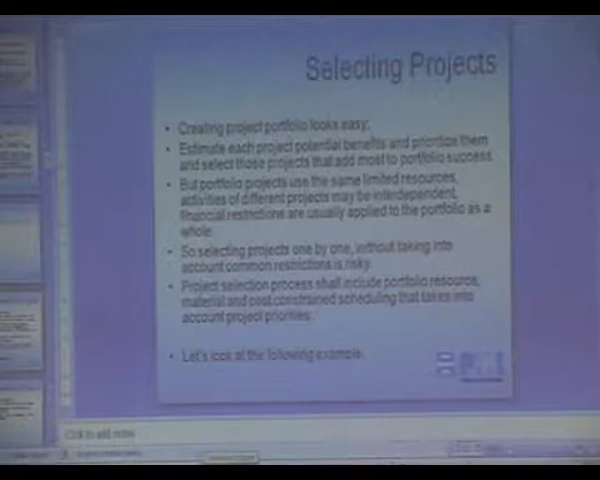 Selecting Projects
• Creating project portfolio looks easy:
• Estimate each project potential benefits and prioritize them
and select those projects that add most to portfolio success
• But portfolio projects use the same limited resources,
activities of different projects may be interdependent,
financial restrictions are usually applied to the portfolio as a
whole.
• So selecting projects one by one, without taking into
account common restrictions is risky.
• Project selection process shall include portfolio resource,
material and cost constrained scheduling that takes into
account project priorities.
• Let's look at the following example.
Click to add notes